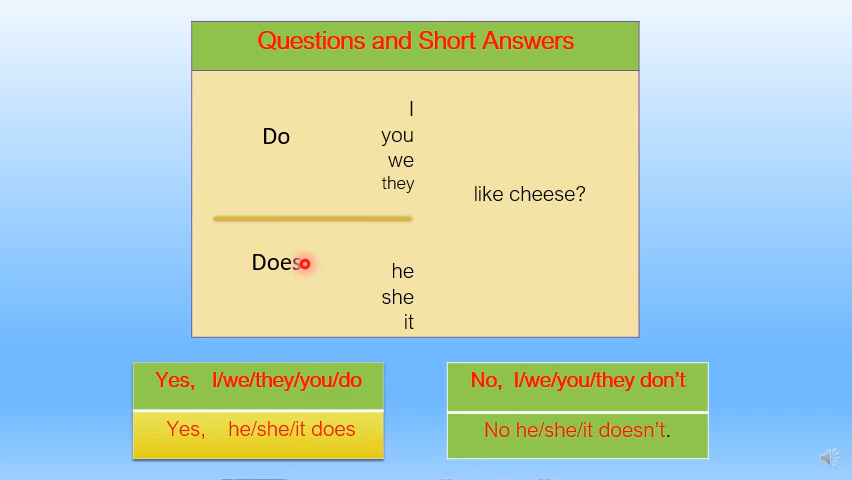 Questions and Short Answers
Do
I
you
we
they
like cheese?
Does
he
she
it
Yes, I/we/they/you/do
Yes, he/she/it does
No, I/we/you/they don't
No he/she/it doesn't.